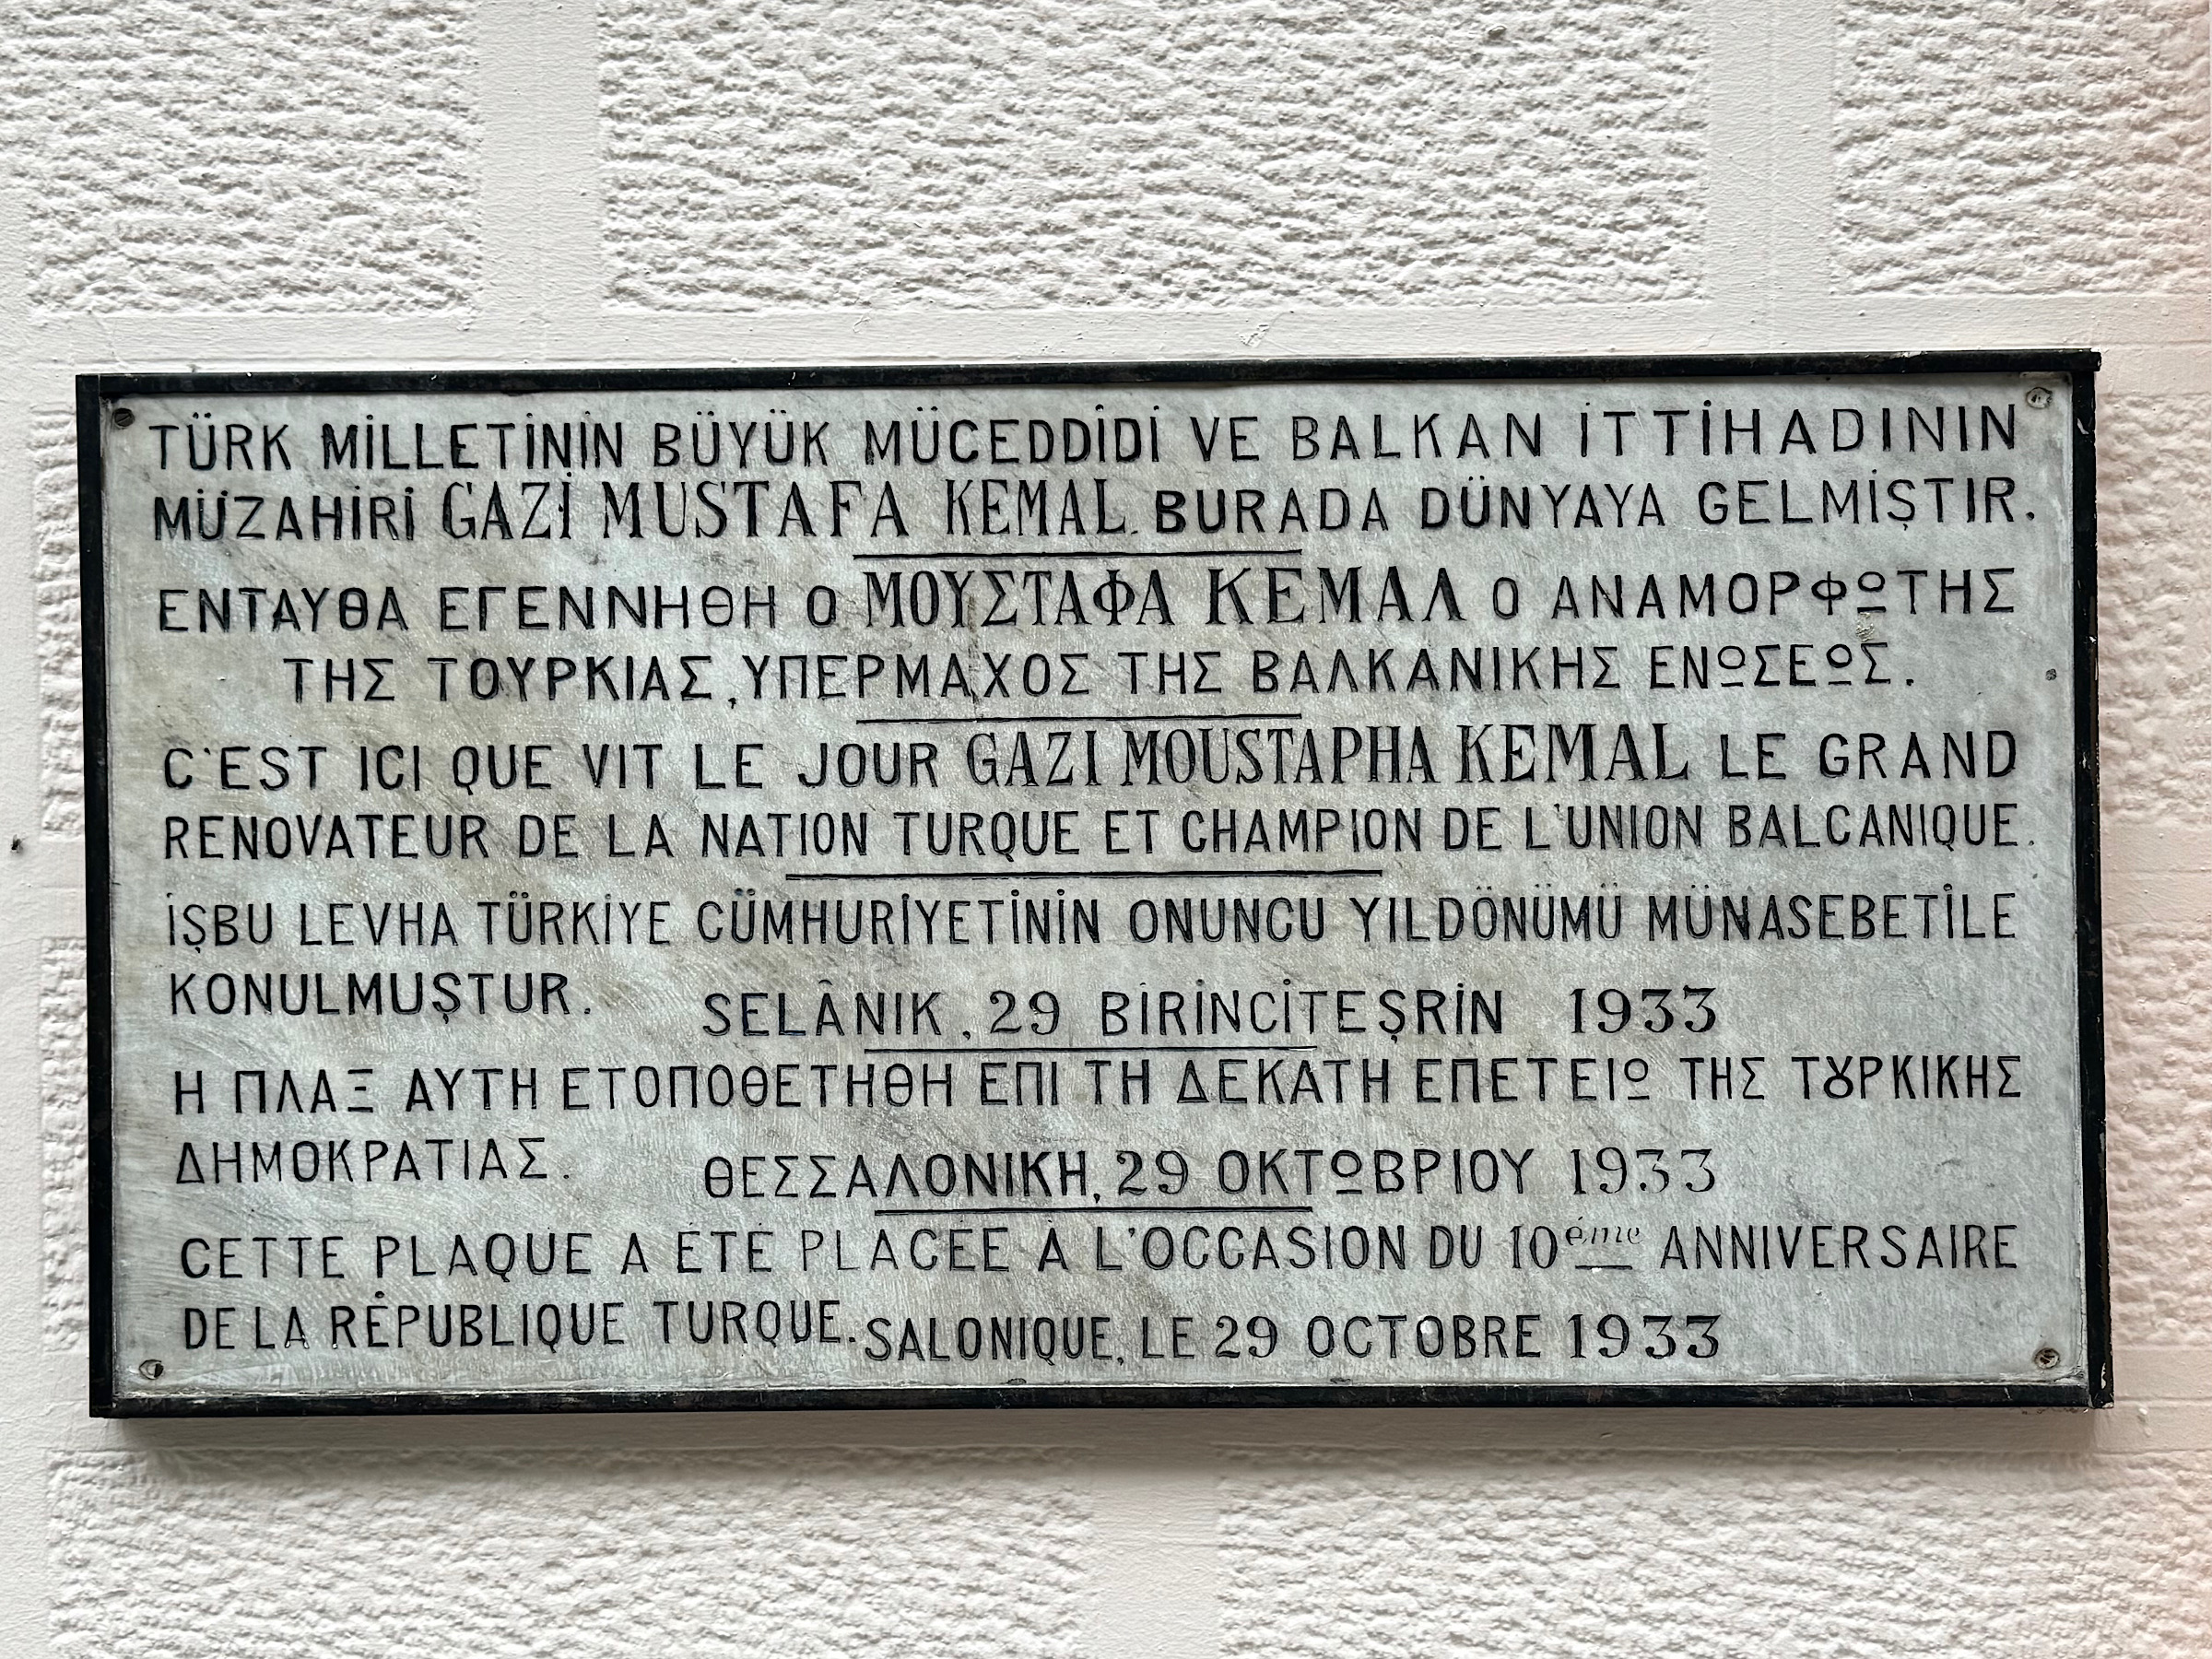 TÜRK MİLLETİNİN BÜYÜK MÜCEDDİDİ VE BALKAN İTTİHADININ
MÜZAHİRİ GAZİ MUSTAFA KEMAL BURADA DÜNYAYA GELMİŞTIR.
ΕΝΤΑΥΘΑ ΕΓΕΝΝΗΘΗ Ο ΜΟΥΣΤΑΦΑ ΚΕΜΑΛ Ο ΑΝΑΜΟΡΦΩΤΗΣ
ΤΗΣ ΤΟΥΡΚΙΑΣ, ΥΠΕΡΜΑΧΟΣ ΤΗΣ ΒΑΛΚΑΝΙΚΗΣ ΕΝΩΣΕΩΣ.
C'EST ICI QUE VIT LE JOUR GAZI MOUSTAPHA KEMAL LE GRAND
RENOVATEUR DE LA NATION TURQUE ET CHAMPION DE L'UNION BALCANIQUE.
İŞBU LEVHA TÜRKİYE CÜMHURİYETİNİN ONUNCU YILDÖNÜMÜ MÜNASEBETİLE
KONULMUŞTUR. SELÂNIK, 29 BİRİNCİTEŞRİN 1933
Η ΠΛΑΞ ΑΥΤΗ ΕΤΟΠΟΘΕΤΗΘΗ ΕΠΙ ΤΗ ΔΕΚΑΤΗ ΕΠΕΤΕΙΩ ΤΗΣ ΤȢΡΚΙΚΗΣ
ΔΗΜΟΚΡΑΤΙΑΣ. ΘΕΣΣΑΛΟΝΙΚΗ, 29 ΟΚΤΩΒΡΙΟΥ 1933
CETTE PLAQUE A ÉTÉ PLACÉE À L'OCCASION DU 10ème ANNIVERSAIRE
DE LA RÉPUBLIQUE TURQUE. SALONIQUE, LE 29 OCTOBRE 1933